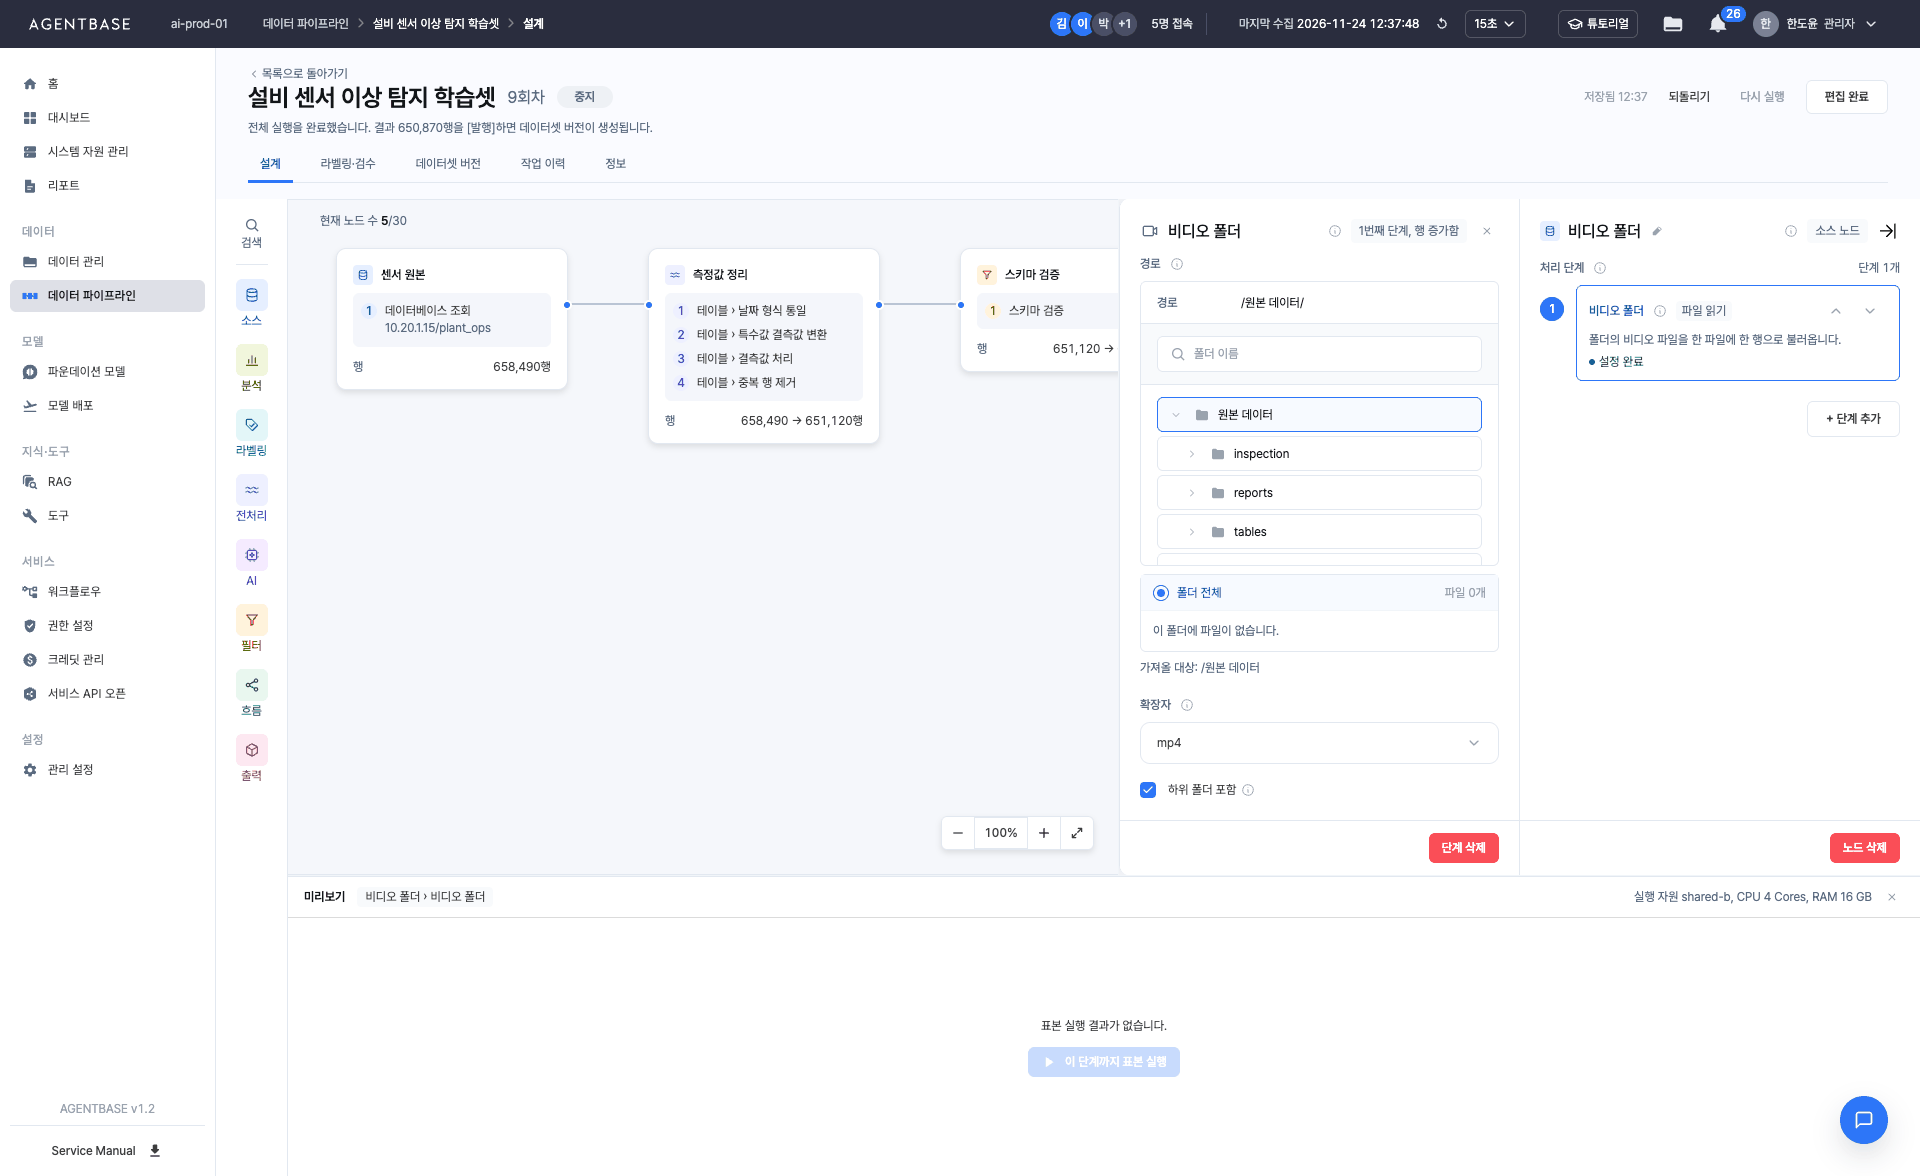 AGENTBASE
ai-prod-01
데이터 파이프라인 > 설비 센서 이상 탐지 학습셋 > 설계
김 이 박 +1 5명 접속
마지막 수집 2026-11-24 12:37:48
15초
튜토리얼
26
한 한도윤 관리자
홈
대시보드
시스템 자원 관리
리포트
데이터
데이터 관리
데이터 파이프라인
모델
파운데이션 모델
모델 배포
지식·도구
RAG
도구
서비스
워크플로우
권한 설정
크레딧 관리
서비스 API 오픈
설정
관리 설정
AGENTBASE v1.2
Service Manual
목록으로 돌아가기
설비 센서 이상 탐지 학습셋 9회차 중지
전체 실행을 완료했습니다. 결과 650,870행을 [발행]하면 데이터셋 버전이 생성됩니다.
저장됨 12:37 되돌리기 다시 실행 편집 완료
설계 라벨링·검수 데이터셋 버전 작업 이력 정보
검색
소스
분석
라벨링
전처리
AI
필터
흐름
출력
현재 노드 수 5/30
센서 원본
1 데이터베이스 조회
10.20.1.15/plant_ops
행 658,490행
측정값 정리
1 테이블 › 날짜 형식 통일
2 테이블 › 특수값 결측값 변환
3 테이블 › 결측값 처리
4 테이블 › 중복 행 제거
행 658,490 → 651,120행
스키마 검증
1 스키마 검증
행 651,120 →
100%
비디오 폴더 1번째 단계, 행 증가함
경로
경로 /원본 데이터/
폴더 이름
원본 데이터
inspection
reports
tables
폴더 전체 파일 0개
이 폴더에 파일이 없습니다.
가져올 대상: /원본 데이터
확장자
mp4
하위 폴더 포함
단계 삭제
비디오 폴더 소스 노드
처리 단계 단계 1개
1 비디오 폴더 파일 읽기
폴더의 비디오 파일을 한 파일에 한 행으로 불러옵니다.
설정 완료
+ 단계 추가
노드 삭제
미리보기 비디오 폴더 › 비디오 폴더
실행 자원 shared-b, CPU 4 Cores, RAM 16 GB
표본 실행 결과가 없습니다.
이 단계까지 표본 실행